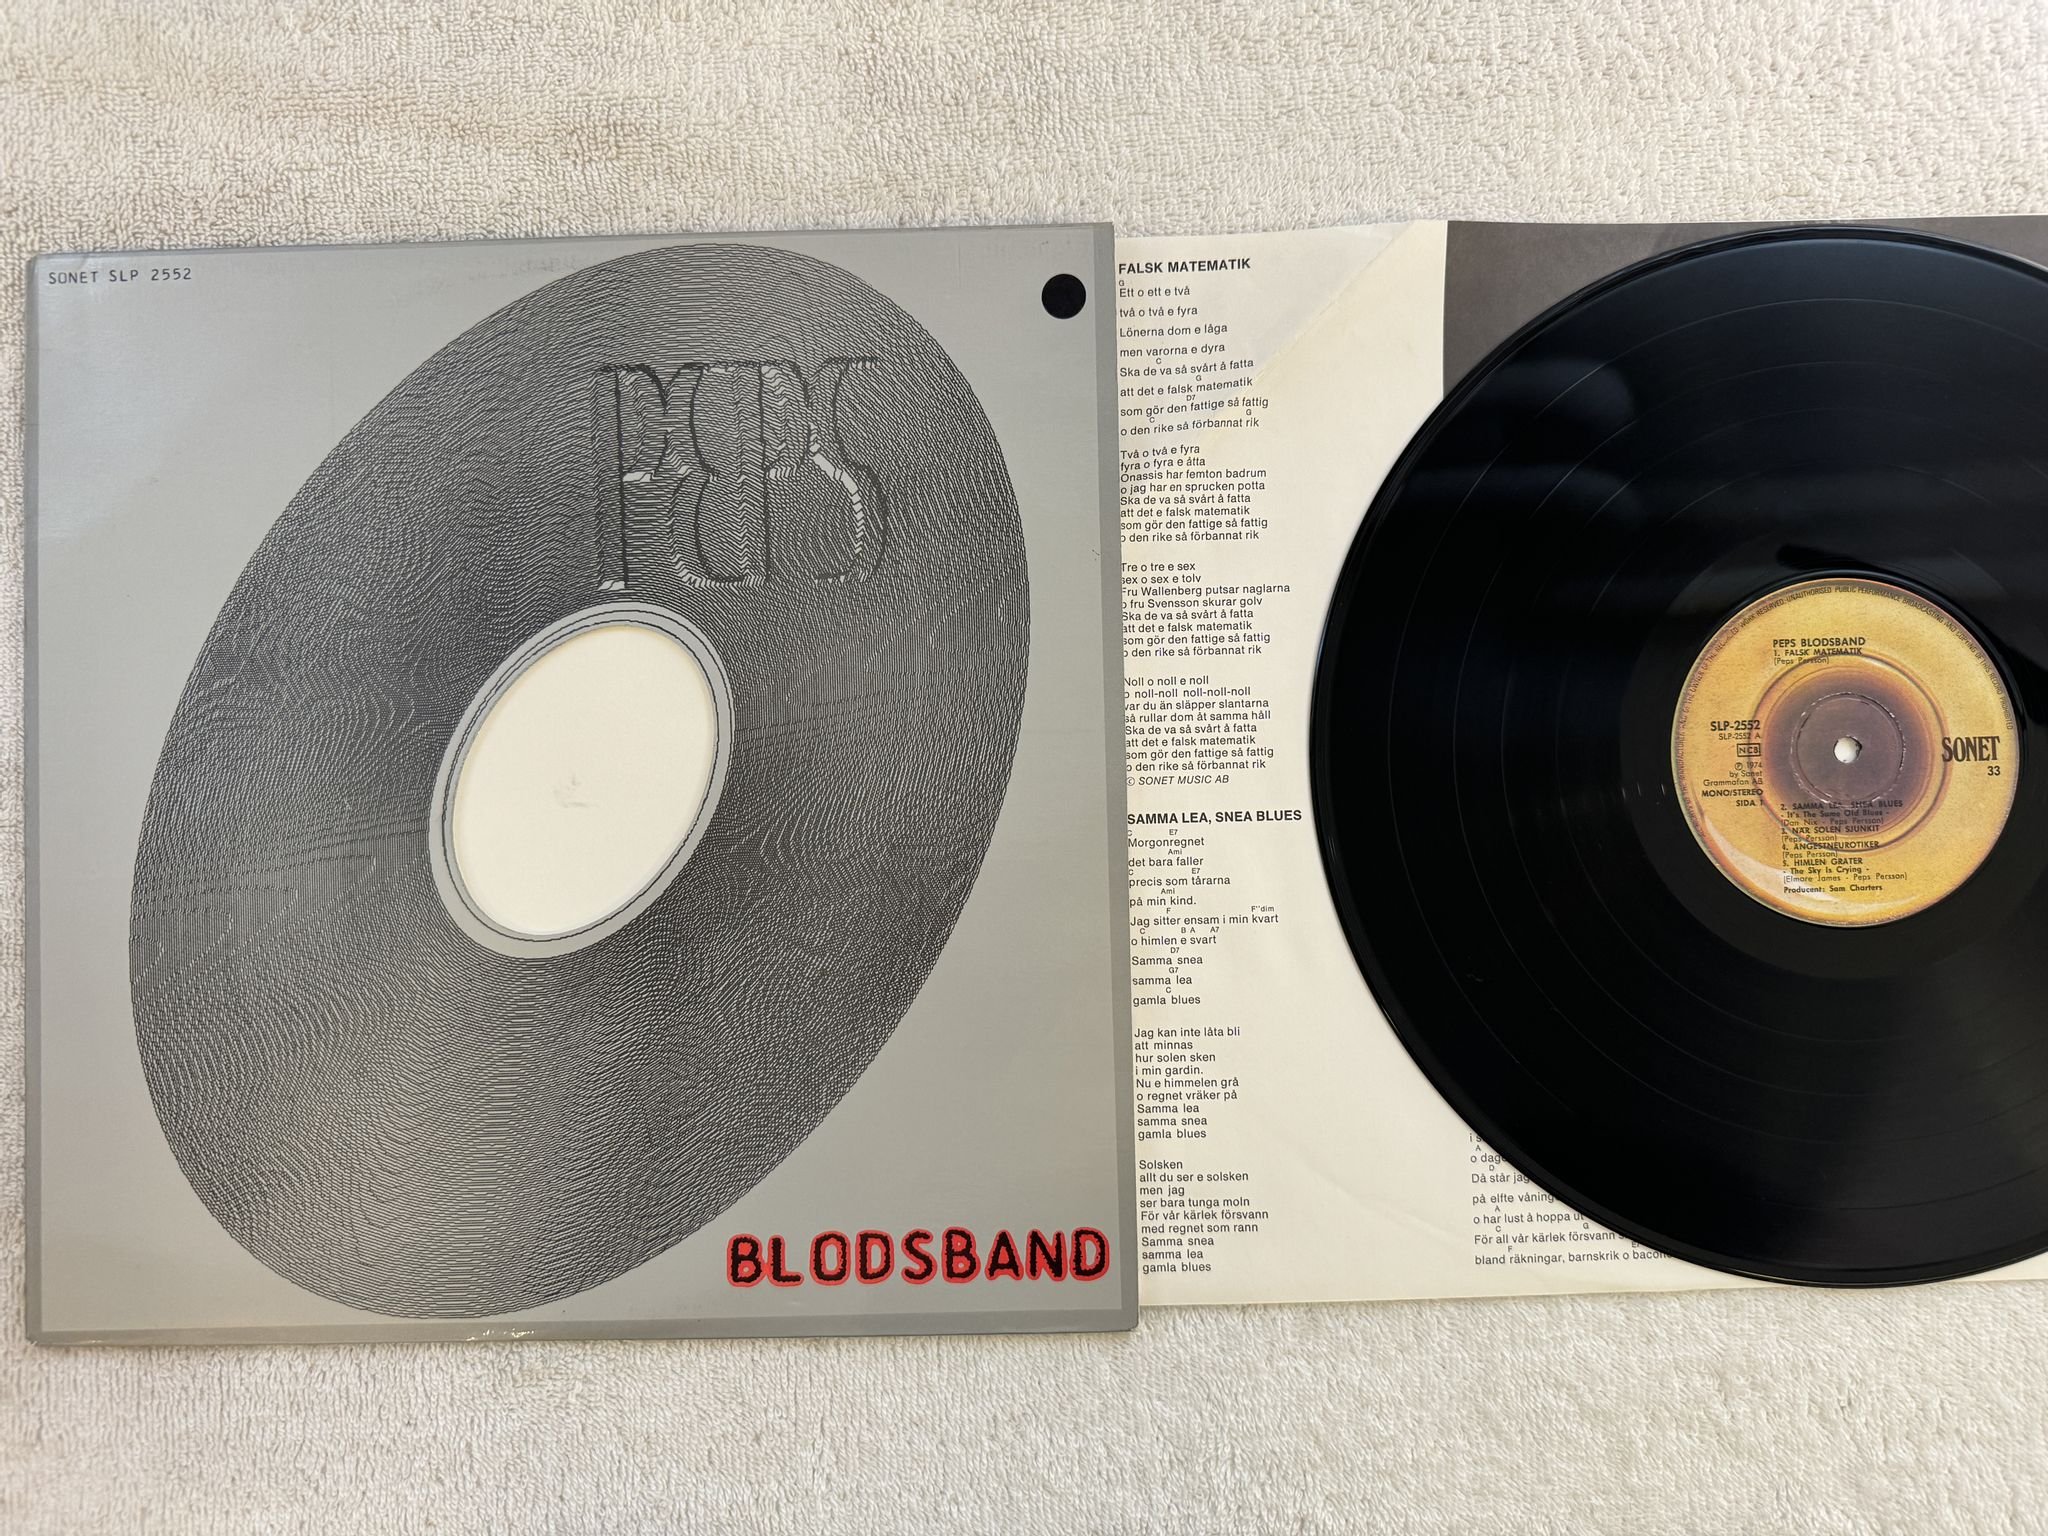 SONET SLP 2552
PEPS
BLODSBAND
FALSK MATEMATIK
G
Ett o ett e två
två o två e fyra
Lönerna dom e låga
men varorna e dyra
C
Ska de va så svårt å fatta
G
att det e falsk matematik
D7
som gör den fattige så fattig
C G
o den rike så förbannat rik
Två o två e fyra
fyra o fyra e åtta
Onassis har femton badrum
o jag har en sprucken potta
Ska de va så svårt å fatta
att det e falsk matematik
som gör den fattige så fattig
o den rike så förbannat rik
Tre o tre e sex
sex o sex e tolv
Fru Wallenberg putsar naglarna
o fru Svensson skurar golv
Ska de va så svårt å fatta
att det e falsk matematik
som gör den fattige så fattig
o den rike så förbannat rik
Noll o noll e noll
o noll-noll noll-noll-noll
var du än släpper slantarna
så rullar dom åt samma håll
Ska de va så svårt å fatta
att det e falsk matematik
som gör den fattige så fattig
o den rike så förbannat rik
© SONET MUSIC AB
SAMMA LEA, SNEA BLUES
C E7
Morgonregnet
Ami
det bara faller
C E7
precis som tårarna
Ami
på min kind.
F F#dim
Jag sitter ensam i min kvart
C B A A7
o himlen e svart
D7
Samma snea
G7
samma lea
C
gamla blues
Jag kan inte låta bli
att minnas
hur solen sken
i min gardin.
Nu e himmelen grå
o regnet vräker på
Samma lea
samma snea
gamla blues
Solsken
allt du ser e solsken
men jag
ser bara tunga moln
För vår kärlek försvann
med regnet som rann
Samma snea
samma lea
gamla blues
A
o dage
D
Då står jag
på elfte våning
A
o har lust å hoppa ut
C G
För all vår kärlek försvann
F
bland räkningar, barnskrik o bacon
PEPS BLODSBAND
1. FALSK MATEMATIK
(Peps Persson)
SLP-2552
SLP-2552 A
NCB
℗ 1974
by Sonet
Grammofon AB
MONO/STEREO
SIDA 1
SONET
33
2. SAMMA LEA, SNEA BLUES
- It's The Same Old Blues -
(Don Nix - Peps Persson)
3. NÄR SOLEN SJUNKIT
(Peps Persson)
4. ÅNGESTNEUROTIKER
(Peps Persson)
5. HIMLEN GRÅTER
- The Sky Is Crying -
(Elmore James - Peps Persson)
Producent: Sam Charters